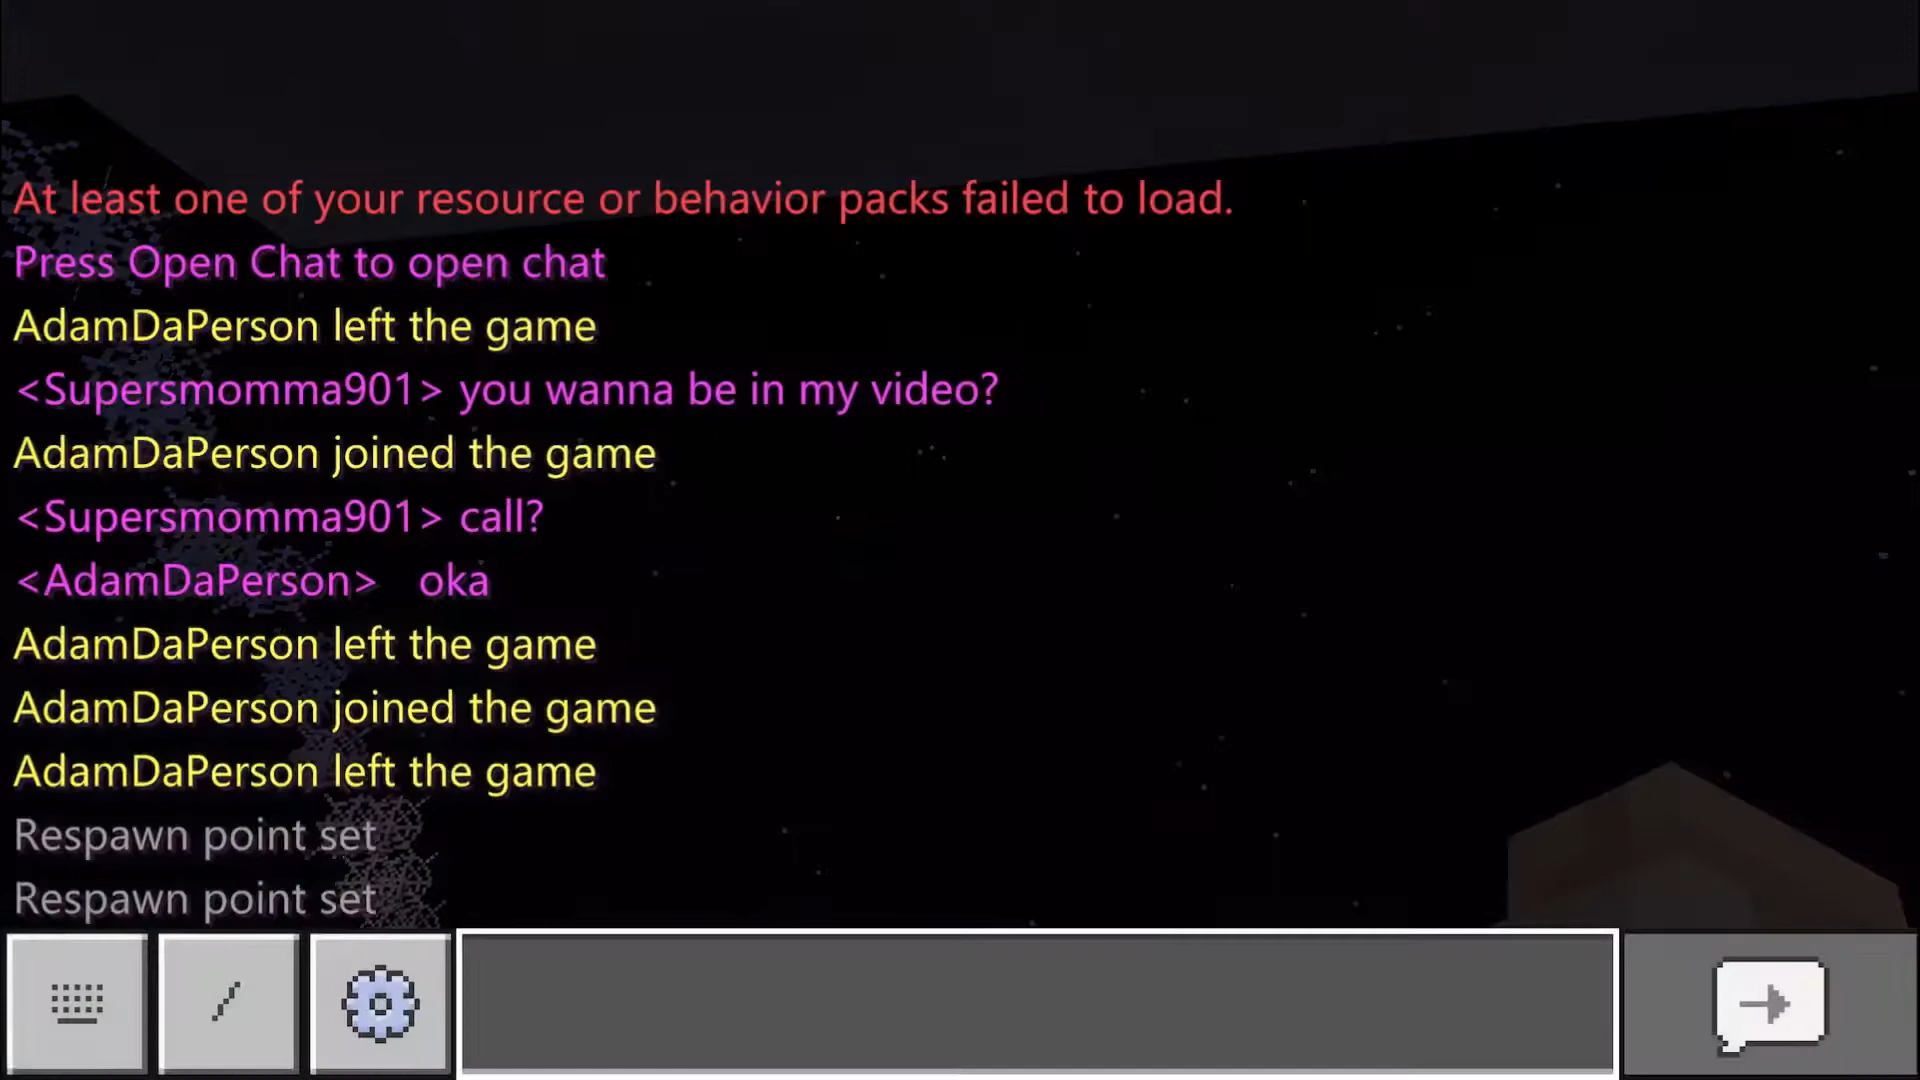 At least one of your resource or behavior packs failed to load.
Press Open Chat to open chat
AdamDaPerson left the game
<Supersmomma901> you wanna be in my video?
AdamDaPerson joined the game
<Supersmomma901> call?
<AdamDaPerson> oka
AdamDaPerson left the game
AdamDaPerson joined the game
AdamDaPerson left the game
Respawn point set
Respawn point set
/